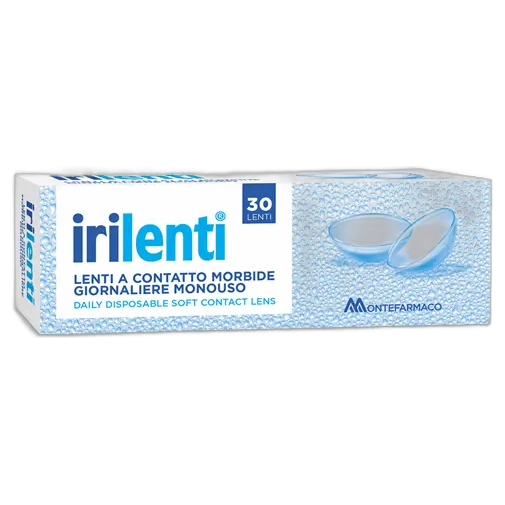 30
LENTI
irilenti®
LENTI A CONTATTO MORBIDE
GIORNALIERE MONOUSO
DAILY DISPOSABLE SOFT CONTACT LENS
MONTEFARMACO
irilenti